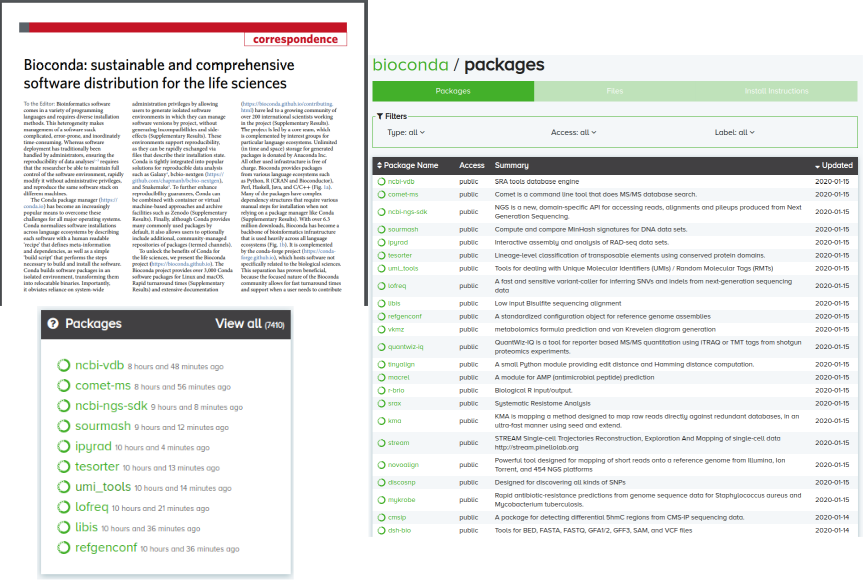 correspondence
Bioconda: sustainable and comprehensive
software distribution for the life sciences
To the Editor: Bioinformatics software
comes in a variety of programming
languages and requires diverse installation
methods. This heterogeneity makes
management of a software stack
complicated, error-prone, and inordinately
time-consuming. Whereas software
deployment has traditionally been
handled by administrators, ensuring the
reproducibility of data analyses requires
that the researcher be able to maintain full
control of the software environment, rapidly
modify it without administrative privileges,
and reproduce the same software stack on
different machines.
The Conda package manager (https://
conda.io) has become an increasingly
popular means to overcome these
challenges for all major operating systems.
Conda normalizes software installations
across language ecosystems by describing
each software with a human readable
'recipe' that defines meta-information
and dependencies, as well as a simple
'build script' that performs the steps
necessary to build and install the software.
Conda builds software packages in an
isolated environment, transforming them
into relocatable binaries. Importantly,
it obviates reliance on system-wide
administration privileges by allowing
users to generate isolated software
environments in which they can manage
software versions by project, without
generating incompatibilities and side-
effects (Supplementary Results). These
environments support reproducibility,
as they can be rapidly exchanged via
files that describe their installation state.
Conda is tightly integrated into popular
solutions for reproducible data analysis
such as Galaxy, bcbio-nextgen (https://
github.com/chapmanb/bcbio-nextgen),
and Snakemake. To further enhance
reproducibility guarantees, Conda can
be combined with container or virtual
machine-based approaches and archive
facilities such as Zenodo (Supplementary
Results). Finally, although Conda provides
many commonly used packages by
default, it also allows users to optionally
include additional, community-managed
repositories of packages (termed channels).
To unlock the benefits of Conda for
the life sciences, we present the Bioconda
project (https://bioconda.github.io). The
Bioconda project provides over 3,000 Conda
software packages for Linux and macOS.
Rapid turnaround times (Supplementary
Results) and extensive documentation
(https://bioconda.github.io/contributing.
html) have led to a growing community of
over 200 international scientists working
in the project (Supplementary Results).
The project is led by a core team, which
is complemented by interest groups for
particular language ecosystems. Unlimited
(in time and space) storage for generated
packages is donated by Anaconda Inc.
All other used infrastructure is free of
charge. Bioconda provides packages
from various language ecosystems such
as Python, R (CRAN and Bioconductor),
Perl, Haskell, Java, and C/C++ (Fig. 1a).
Many of the packages have complex
dependency structures that require various
manual steps for installation when not
relying on a package manager like Conda
(Supplementary Results). With over 6.3
million downloads, Bioconda has become a
backbone of bioinformatics infrastructure
that is used heavily across all language
ecosystems (Fig. 1b). It is complemented
by the conda-forge project (https://conda-
forge.github.io), which hosts software not
specifically related to the biological sciences.
This separation has proven beneficial,
because the focused nature of the Bioconda
community allows for fast turnaround times
and support when a user needs to contribute
Packages View all (7410)
ncbi-vdb 8 hours and 48 minutes ago
comet-ms 8 hours and 56 minutes ago
ncbi-ngs-sdk 9 hours and 8 minutes ago
sourmash 9 hours and 12 minutes ago
ipyrad 10 hours and 4 minutes ago
tesorter 10 hours and 13 minutes ago
umi_tools 10 hours and 14 minutes ago
lofreq 10 hours and 21 minutes ago
libis 10 hours and 36 minutes ago
refgenconf 10 hours and 36 minutes ago
bioconda / packages
Packages Files Install Instructions
Filters
Type: all Access: all Label: all
Package Name Access Summary Updated
ncbi-vdb public SRA tools database engine 2020-01-15
comet-ms public Comet is a command line tool that does MS/MS database search. 2020-01-15
ncbi-ngs-sdk public NGS is a new, domain-specific API for accessing reads, alignments and pileups produced from Next
Generation Sequencing. 2020-01-15
sourmash public Compute and compare MinHash signatures for DNA data sets. 2020-01-15
ipyrad public Interactive assembly and analysis of RAD-seq data sets. 2020-01-15
tesorter public Lineage-level classification of transposable elements using conserved protein domains. 2020-01-15
umi_tools public Tools for dealing with Unique Molecular Identifiers (UMIs) / Random Molecular Tags (RMTs) 2020-01-15
lofreq public A fast and sensitive variant-caller for inferring SNVs and indels from next-generation sequencing
data 2020-01-15
libis public Low input Bisulfite sequencing alignment 2020-01-15
refgenconf public A standardized configuration object for reference genome assemblies 2020-01-15
vkmz public metabolomics formula prediction and van Krevelen diagram generation 2020-01-15
quantwiz-iq public QuantWiz-IQ is a tool for reporter based MS/MS quantitation using iTRAQ or TMT tags from shotgun
proteomics experiments. 2020-01-15
tinyalign public A small Python module providing edit distance and Hamming distance computation. 2020-01-15
macrel public A module for AMP (antimicrobial peptide) prediction 2020-01-15
r-brio public Biological R input/output. 2020-01-15
srax public Systematic Resistome Analysis 2020-01-15
kma public KMA is mapping a method designed to map raw reads directly against redundant databases, in an
ultra-fast manner using seed and extend. 2020-01-15
stream public STREAM Single-cell Trajectories Reconstruction, Exploration And Mapping of single-cell data
http://stream.pinellolab.org 2020-01-15
novoalign public Powerful tool designed for mapping of short reads onto a reference genome from Illumina, Ion
Torrent, and 454 NGS platforms 2020-01-15
discosnp public Designed for discovering all kinds of SNPs 2020-01-15
mykrobe public Rapid antibiotic-resistance predictions from genome sequence data for Staphylococcus aureus and
Mycobacterium tuberculosis. 2020-01-15
cmsip public A package for detecting differential 5hmC regions from CMS-IP sequencing data. 2020-01-14
dsh-bio public Tools for BED, FASTA, FASTQ, GFA1/2, GFF3, SAM, and VCF files 2020-01-14